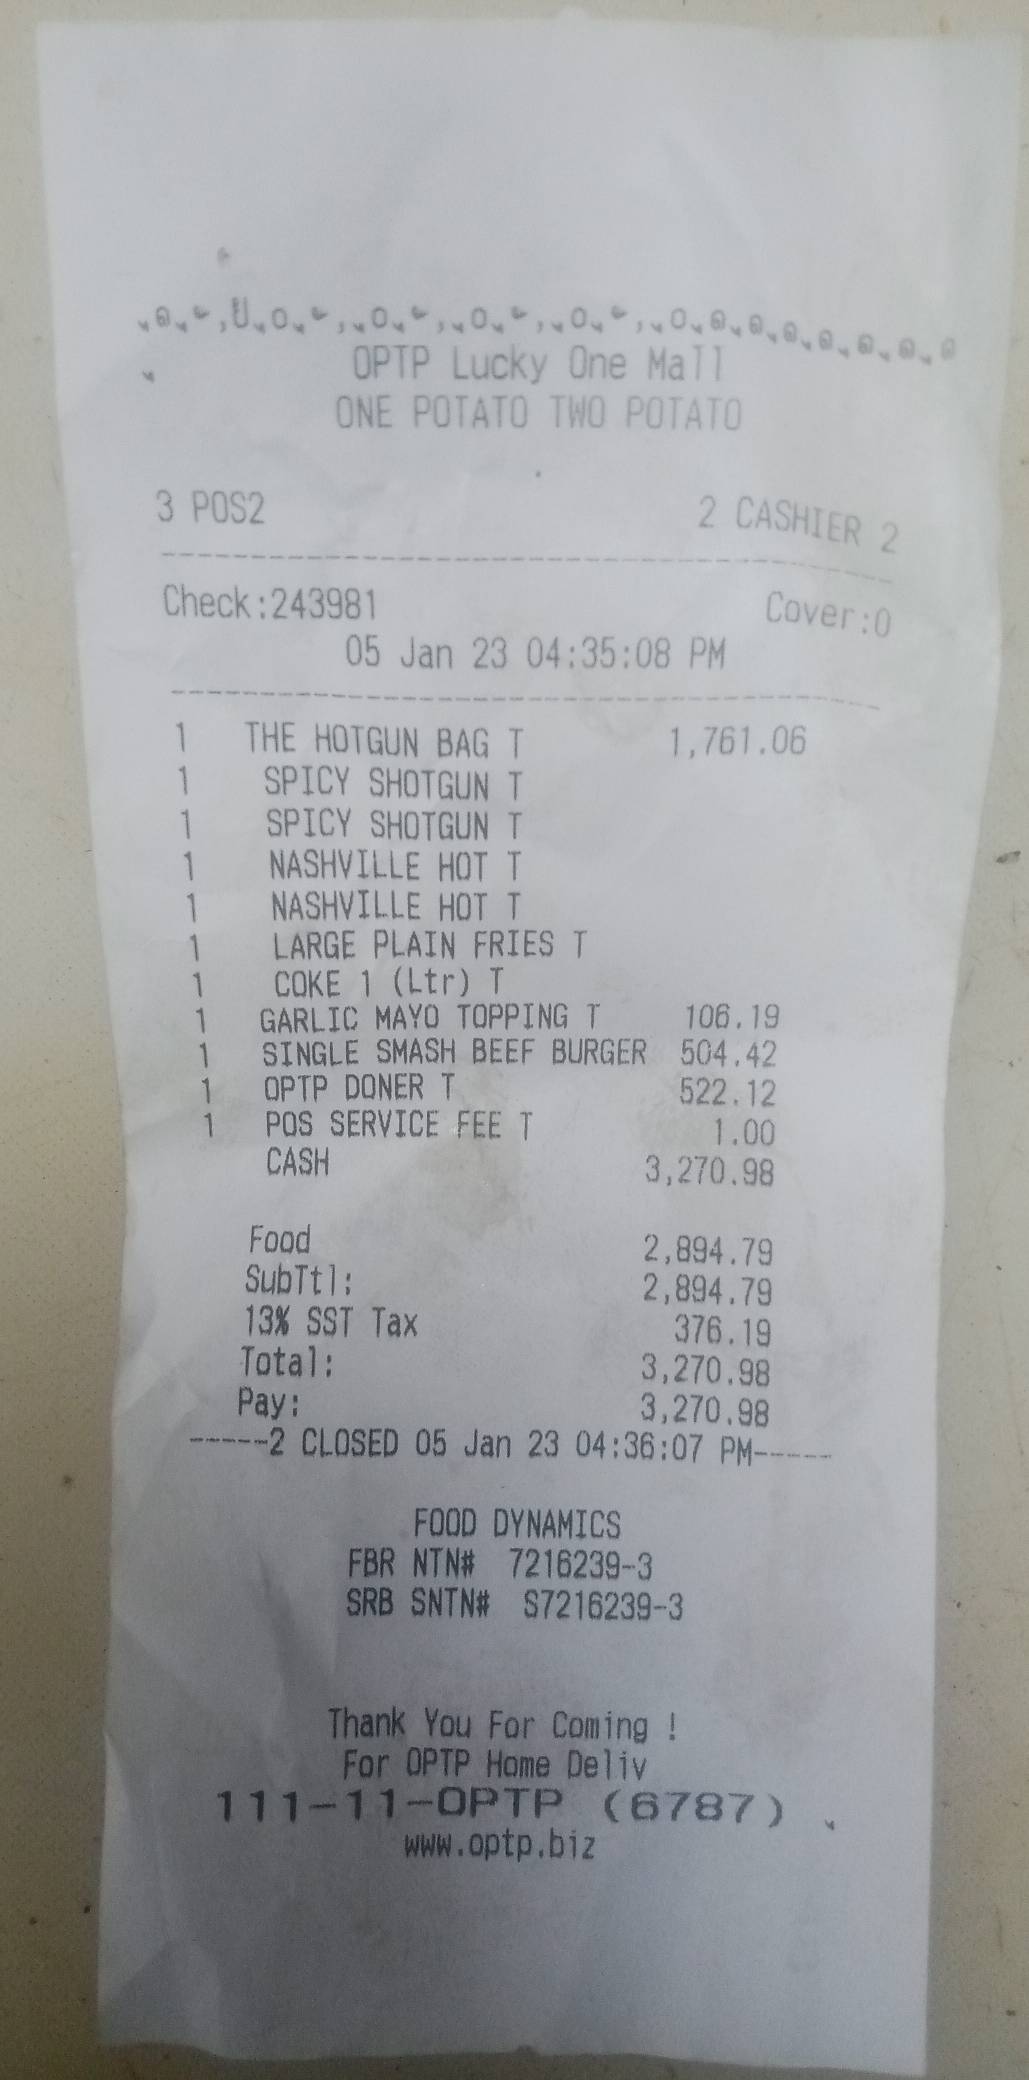 OPTP Lucky One Mall
ONE POTATO TWO POTATO
3 POS2 2 CASHIER 2
Check:243981 Cover:0
05 Jan 23 04:35:08 PM
1 THE HOTGUN BAG T 1,761.06
1 SPICY SHOTGUN T
1 SPICY SHOTGUN T
1 NASHVILLE HOT T
1 NASHVILLE HOT T
1 LARGE PLAIN FRIES T
1 COKE 1 (Ltr) T
1 GARLIC MAYO TOPPING T 106.19
1 SINGLE SMASH BEEF BURGER 504.42
1 OPTP DONER T 522.12
1 POS SERVICE FEE T 1.00
CASH 3,270.98
Food 2,894.79
SubTtl: 2,894.79
13% SST Tax 376.19
Total: 3,270.98
Pay: 3,270.98
-----2 CLOSED 05 Jan 23 04:36:07 PM-----
FOOD DYNAMICS
FBR NTN# 7216239-3
SRB SNTN# S7216239-3
Thank You For Coming !
For OPTP Home Deliv
111-11-OPTP (6787)
www.optp.biz